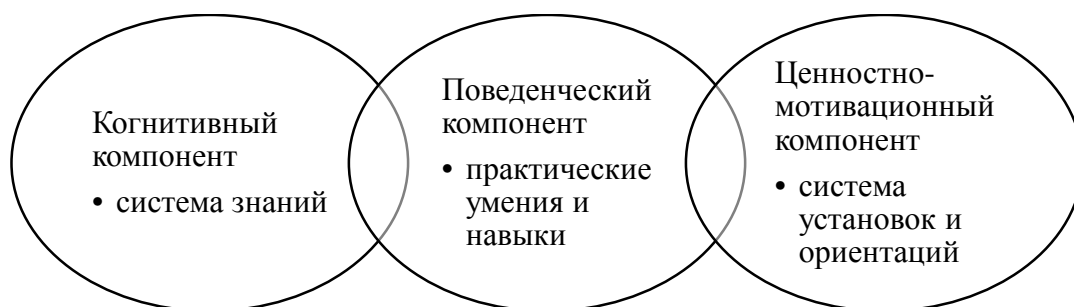 Когнитивный
компонент
• система знаний
Поведенческий
компонент
• практические
умения и
навыки
Ценностно-
мотивационный
компонент
• система
установок и
ориентаций